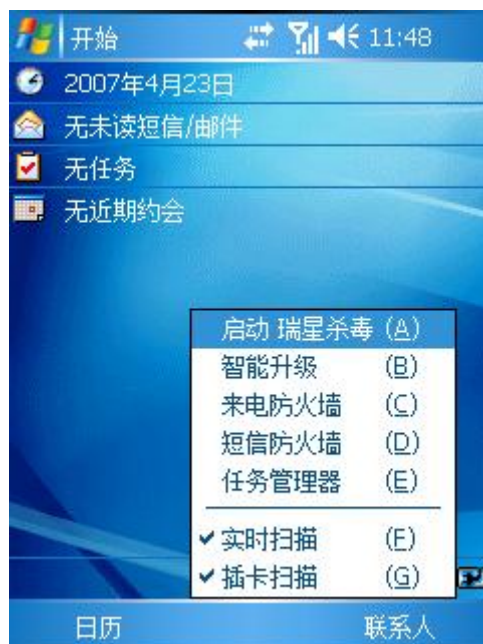 开始 11:48
2007年4月23日
无未读短信/邮件
无任务
无近期约会
启动 瑞星杀毒 (A)
智能升级 (B)
来电防火墙 (C)
短信防火墙 (D)
任务管理器 (E)
实时扫描 (F)
插卡扫描 (G)
日历 联系人